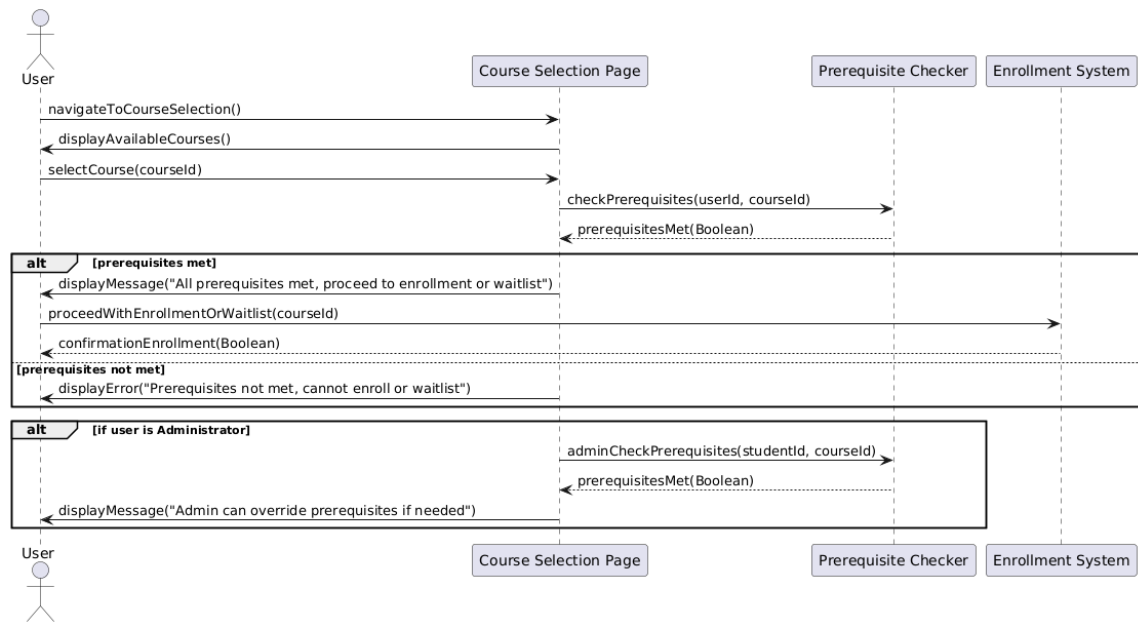 User
Course Selection Page
Prerequisite Checker
Enrollment System
navigateToCourseSelection()
displayAvailableCourses()
selectCourse(courseId)
checkPrerequisites(userId, courseId)
prerequisitesMet(Boolean)
alt [prerequisites met]
displayMessage("All prerequisites met, proceed to enrollment or waitlist")
proceedWithEnrollmentOrWaitlist(courseId)
confirmationEnrollment(Boolean)
[prerequisites not met]
displayError("Prerequisites not met, cannot enroll or waitlist")
alt [if user is Administrator]
adminCheckPrerequisites(studentId, courseId)
prerequisitesMet(Boolean)
displayMessage("Admin can override prerequisites if needed")
User
Course Selection Page
Prerequisite Checker
Enrollment System